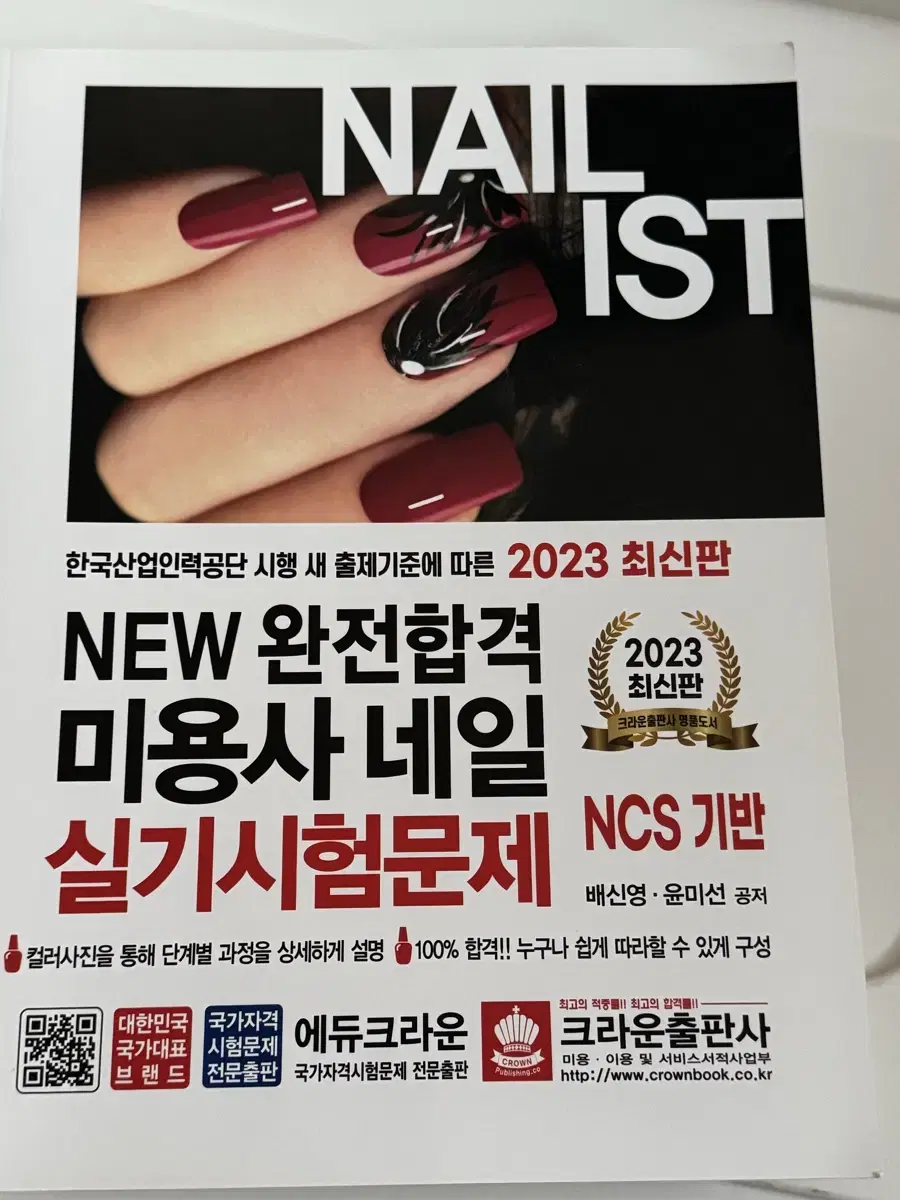 NAIL
IST
한국산업인력공단 시행 새 출제기준에 따른 2023 최신판
NEW 완전합격
미용사 네일
실기시험문제
2023
최신판
크라운출판사 명품도서
NCS 기반
배신영·윤미선 공저
컬러사진을 통해 단계별 과정을 상세하게 설명
100% 합격!! 누구나 쉽게 따라할 수 있게 구성
대한민국
국가대표
브랜드
국가자격
시험문제
전문출판
에듀크라운
국가자격시험문제 전문출판
CROWN
Publishing.co
최고의 적중률!! 최고의 합격률!!
크라운출판사
미용·이용 및 서비스서적사업부
http://www.crownbook.co.kr